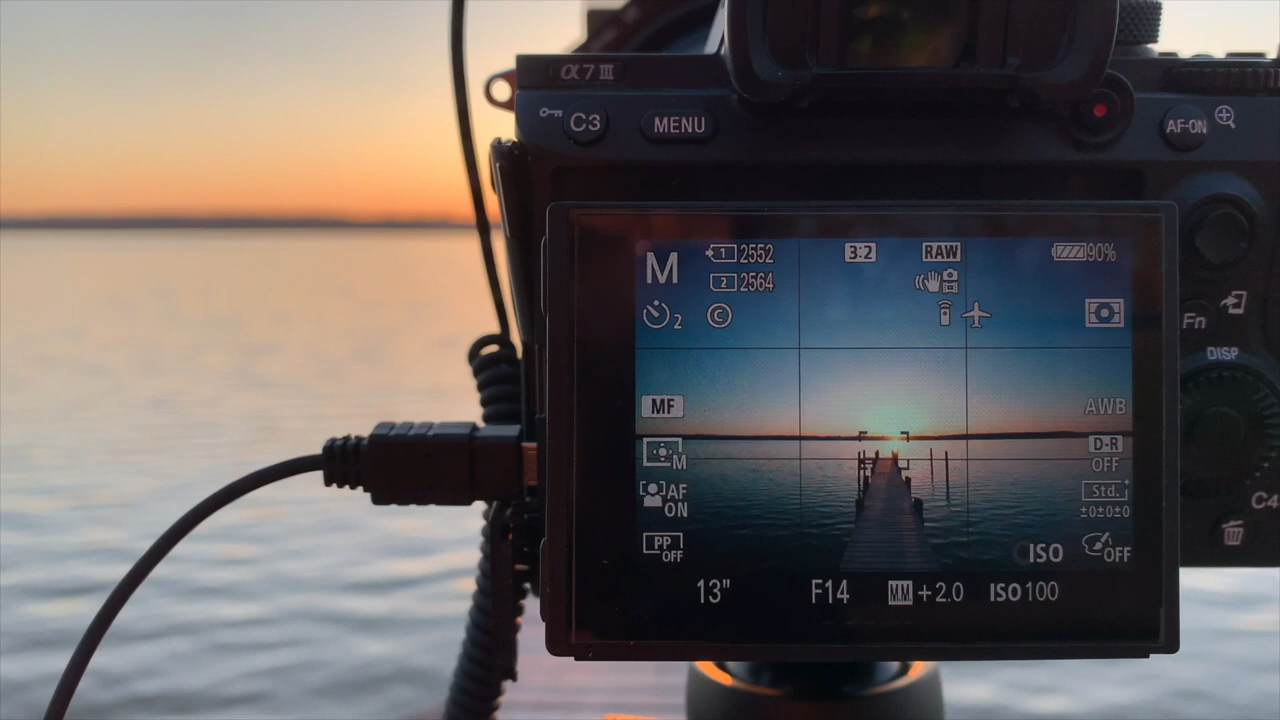 α7III
C3
MENU
AF-ON
M
1 2552
3:2
RAW
90%
2 2564
2
C
Fn
DISP
MF
AWB
M
D-R
OFF
AF
ON
Std.
±0±0±0
C4
PP
OFF
ISO
OFF
13"
F14
M.M. +2.0
ISO 100